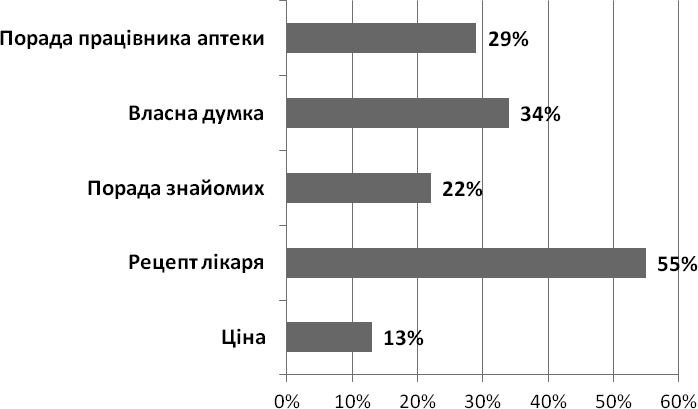 Порада працівника аптеки 29%
Власна думка 34%
Порада знайомих 22%
Рецепт лікаря 55%
Ціна 13%
0% 10% 20% 30% 40% 50% 60%